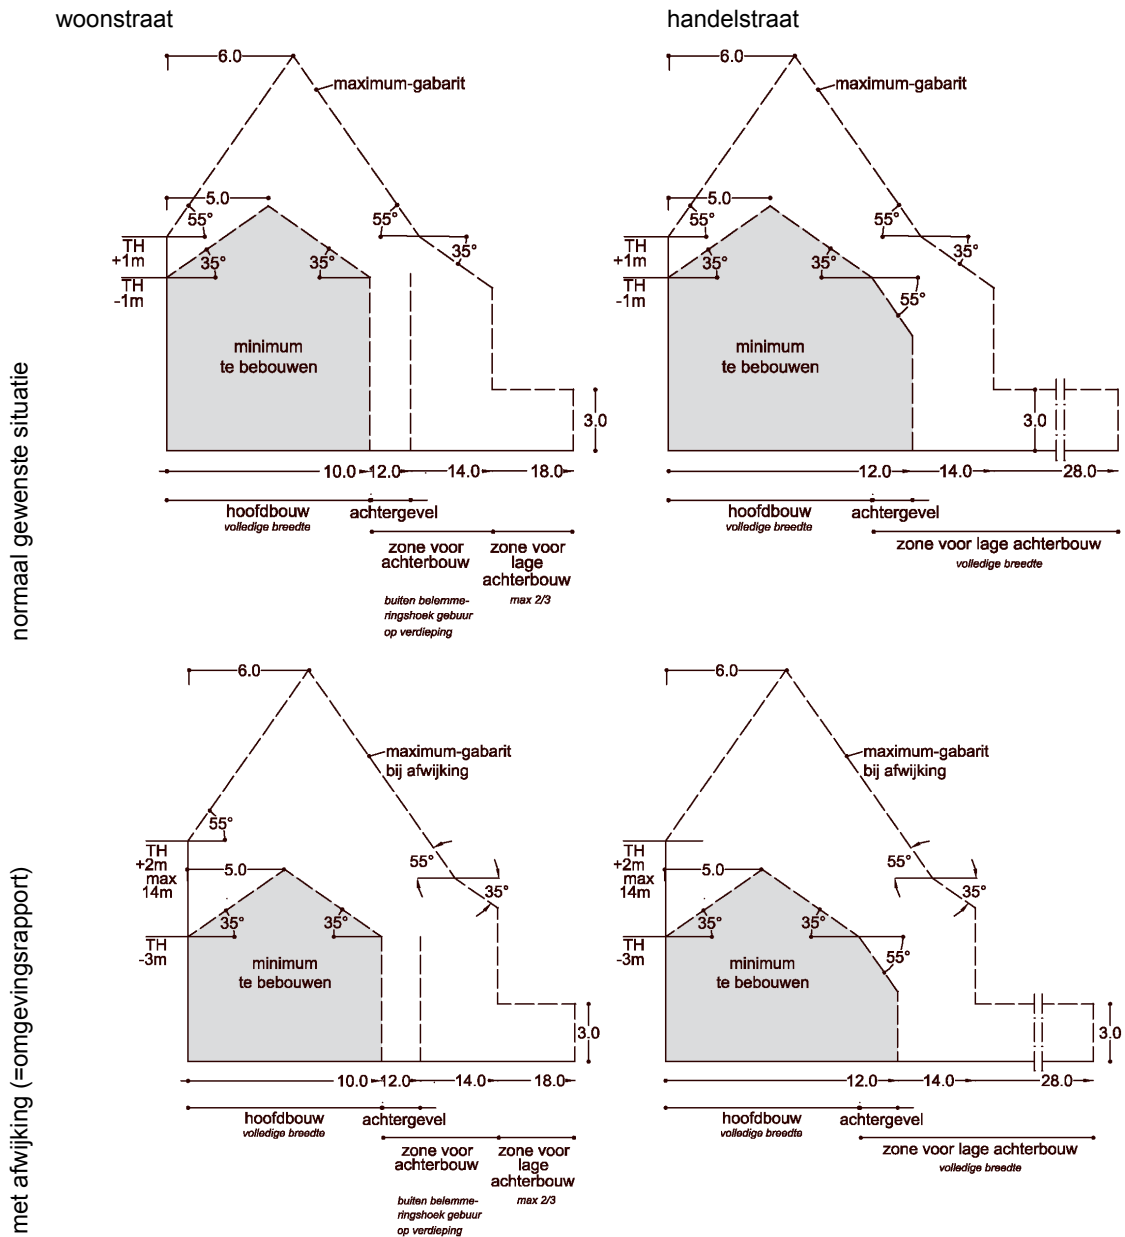 woonstraat
handelstraat
normaal gewenste situatie
6.0
maximum-gabarit
5.0
55°
55°
TH
+1m
35°
35°
35°
TH
-1m
minimum
te bebouwen
3.0
10.0
12.0
14.0
18.0
hoofdbouw
volledige breedte
achtergevel
zone voor
achterbouw
zone voor
lage
achterbouw
buiten belemme-
ringshoek gebuur
op verdieping
max 2/3
6.0
maximum-gabarit
5.0
55°
55°
TH
+1m
35°
35°
35°
TH
-1m
55°
minimum
te bebouwen
3.0
12.0
14.0
28.0
hoofdbouw
volledige breedte
achtergevel
zone voor lage achterbouw
volledige breedte
met afwijking (=omgevingsrapport)
6.0
maximum-gabarit
bij afwijking
55°
TH
+2m
max
14m
5.0
55°
35°
35°
35°
TH
-3m
minimum
te bebouwen
3.0
10.0
12.0
14.0
18.0
hoofdbouw
volledige breedte
achtergevel
zone voor
achterbouw
zone voor
lage
achterbouw
buiten belemme-
ringshoek gebuur
op verdieping
max 2/3
6.0
maximum-gabarit
bij afwijking
TH
+2m
max
14m
5.0
55°
35°
35°
35°
TH
-3m
55°
minimum
te bebouwen
3.0
12.0
14.0
28.0
hoofdbouw
volledige breedte
achtergevel
zone voor lage achterbouw
volledige breedte